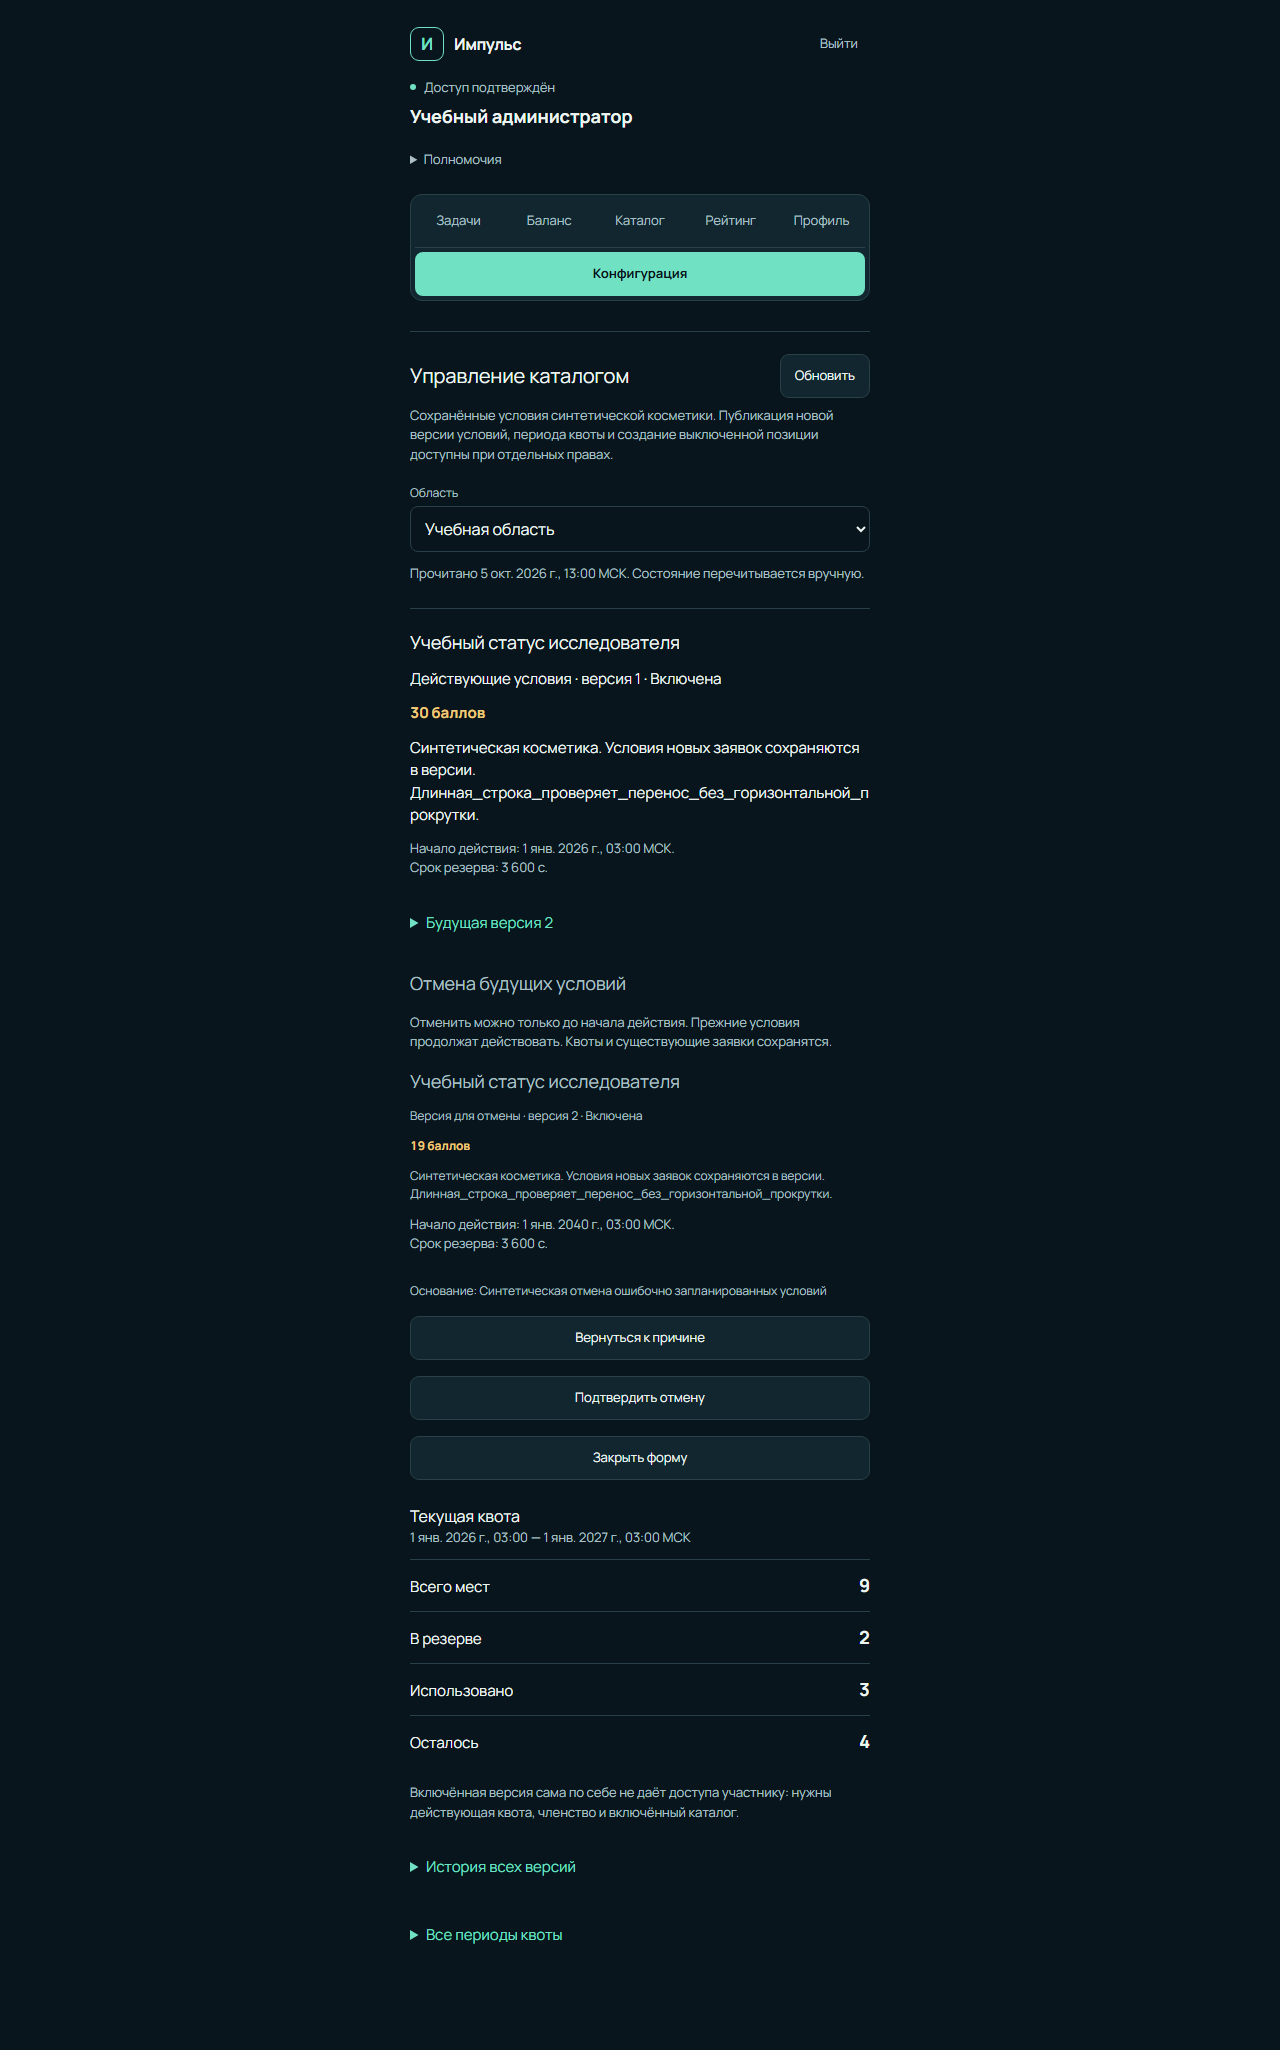 И Импульс
Выйти
Доступ подтверждён
Учебный администратор
Полномочия
Задачи Баланс Каталог Рейтинг Профиль
Конфигурация
Управление каталогом
Обновить
Сохранённые условия синтетической косметики. Публикация новой
версии условий, периода квоты и создание выключенной позиции
доступны при отдельных правах.
Область
Учебная область
Прочитано 5 окт. 2026 г., 13:00 МСК. Состояние перечитывается вручную.
Учебный статус исследователя
Действующие условия · версия 1 · Включена
30 баллов
Синтетическая косметика. Условия новых заявок сохраняются
в версии.
Длинная_строка_проверяет_перенос_без_горизонтальной_п
рокрутки.
Начало действия: 1 янв. 2026 г., 03:00 МСК.
Срок резерва: 3 600 с.
Будущая версия 2
Отмена будущих условий
Отменить можно только до начала действия. Прежние условия
продолжат действовать. Квоты и существующие заявки сохранятся.
Учебный статус исследователя
Версия для отмены · версия 2 · Включена
19 баллов
Синтетическая косметика. Условия новых заявок сохраняются в версии.
Длинная_строка_проверяет_перенос_без_горизонтальной_прокрутки.
Начало действия: 1 янв. 2040 г., 03:00 МСК.
Срок резерва: 3 600 с.
Основание: Синтетическая отмена ошибочно запланированных условий
Вернуться к причине
Подтвердить отмену
Закрыть форму
Текущая квота
1 янв. 2026 г., 03:00 — 1 янв. 2027 г., 03:00 МСК
Всего мест 9
В резерве 2
Использовано 3
Осталось 4
Включённая версия сама по себе не даёт доступа участнику: нужны
действующая квота, членство и включённый каталог.
История всех версий
Все периоды квоты